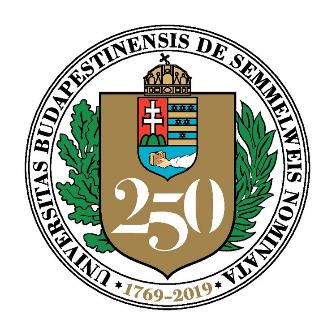 UNIVERSITAS BUDAPESTINENSIS DE SEMMELWEIS NOMINATA
250
• 1769-2019 •